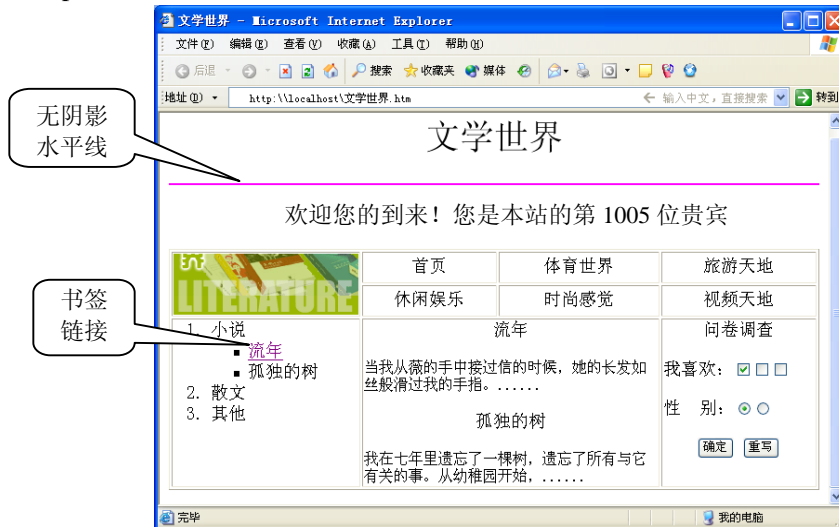 文学世界 - Microsoft Internet Explorer
文件(F) 编辑(E) 查看(V) 收藏(A) 工具(T) 帮助(H)
后退 搜索 收藏夹 媒体
地址(D) http:\\localhost\文学世界.htm 输入中文，直接搜索 转到
无阴影
水平线
文学世界
欢迎您的到来！您是本站的第 1005 位贵宾
LITERATURE
首页 体育世界 旅游天地
休闲娱乐 时尚感觉 视频天地
书签
链接
1. 小说
流年
孤独的树
2. 散文
3. 其他
流年
当我从薇的手中接过信的时候，她的长发如
丝般滑过我的手指。......
孤独的树
我在七年里遗忘了一棵树，遗忘了所有与它
有关的事。从幼稚园开始，......
问卷调查
我喜欢：
性 别：
确定 重写
完毕 我的电脑